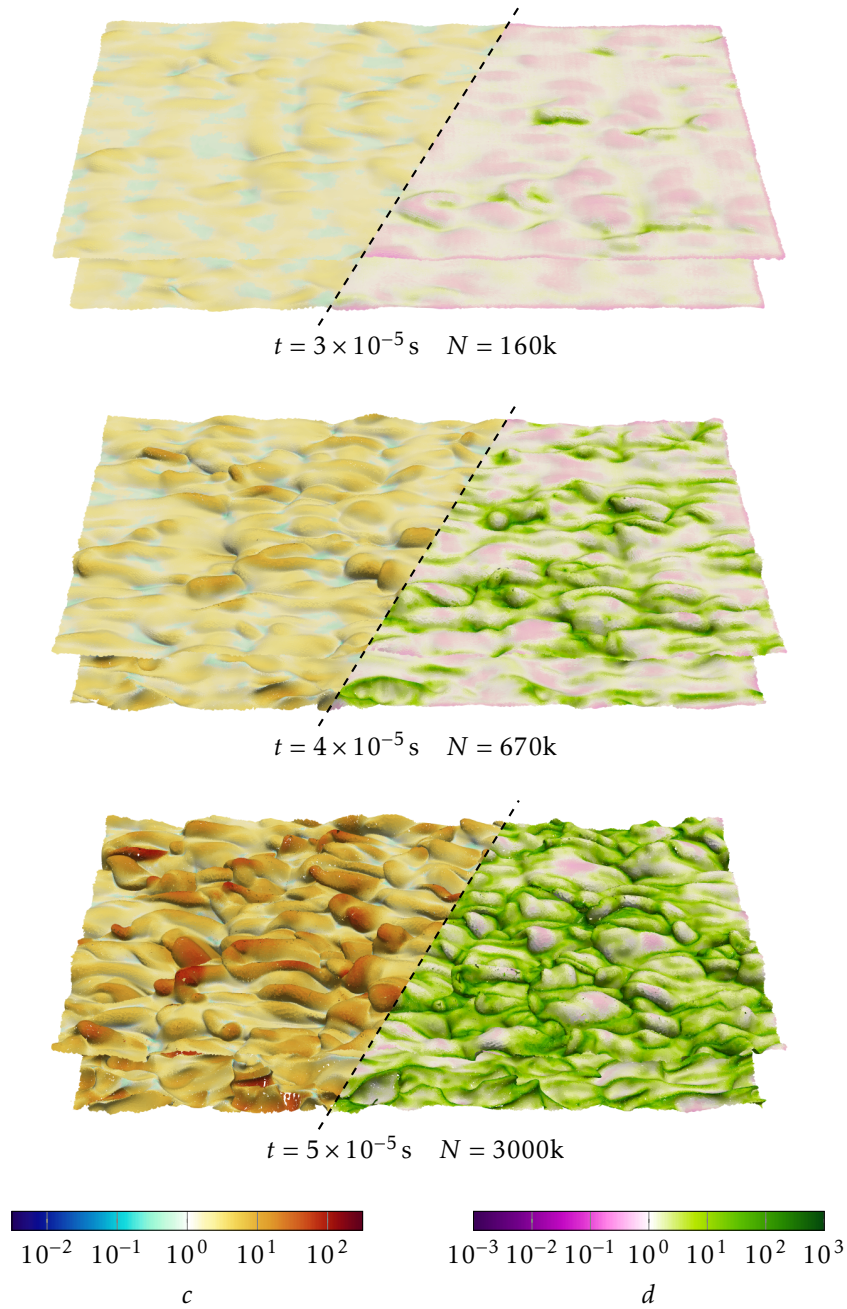 t = 3 × 10⁻⁵ s N = 160k
t = 4 × 10⁻⁵ s N = 670k
t = 5 × 10⁻⁵ s N = 3000k
10⁻² 10⁻¹ 10⁰ 10¹ 10² 10⁻³ 10⁻² 10⁻¹ 10⁰ 10¹ 10² 10³
c d